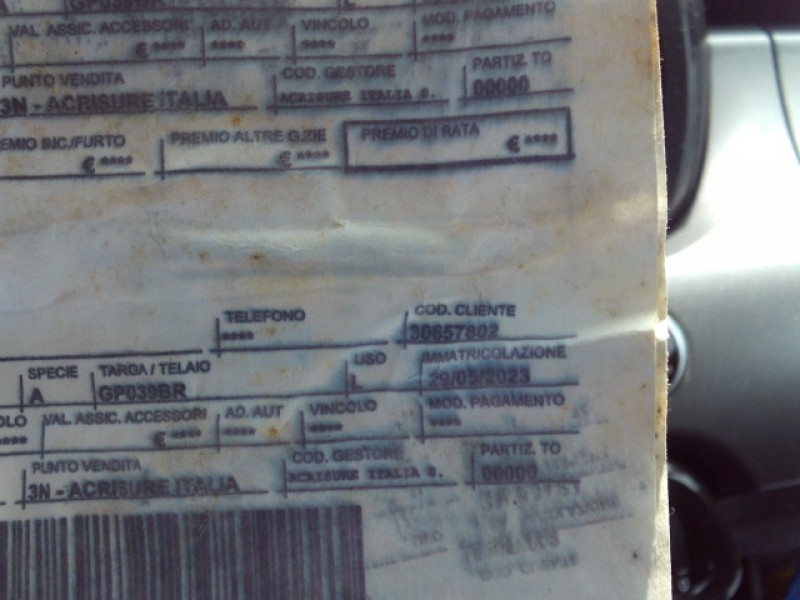 GP039BR L
VAL ASSIC. ACCESSORI AD. AUT VINCOLO MOD. PAGAMENTO
€ **** **** **** ****
PUNTO VENDITA COD. GESTORE PARTIZ. TO
3N - ACRISURE ITALIA ACRISURE ITALIA S. 00000
EMIO INC./FURTO PREMIO ALTRE G.ZIE PREMIO DI RATA
€ **** € **** € ****
TELEFONO COD. CLIENTE
**** 30657802
SPECIE TARGA / TELAIO USO IMMATRICOLAZIONE
A GP039BR L 29/05/2023
OLO VAL. ASSIC. ACCESSORI AD. AUT VINCOLO MOD. PAGAMENTO
**** € **** **** **** ****
PUNTO VENDITA COD. GESTORE PARTIZ. TO
3N - ACRISURE ITALIA ACRISURE ITALIA S. 00000